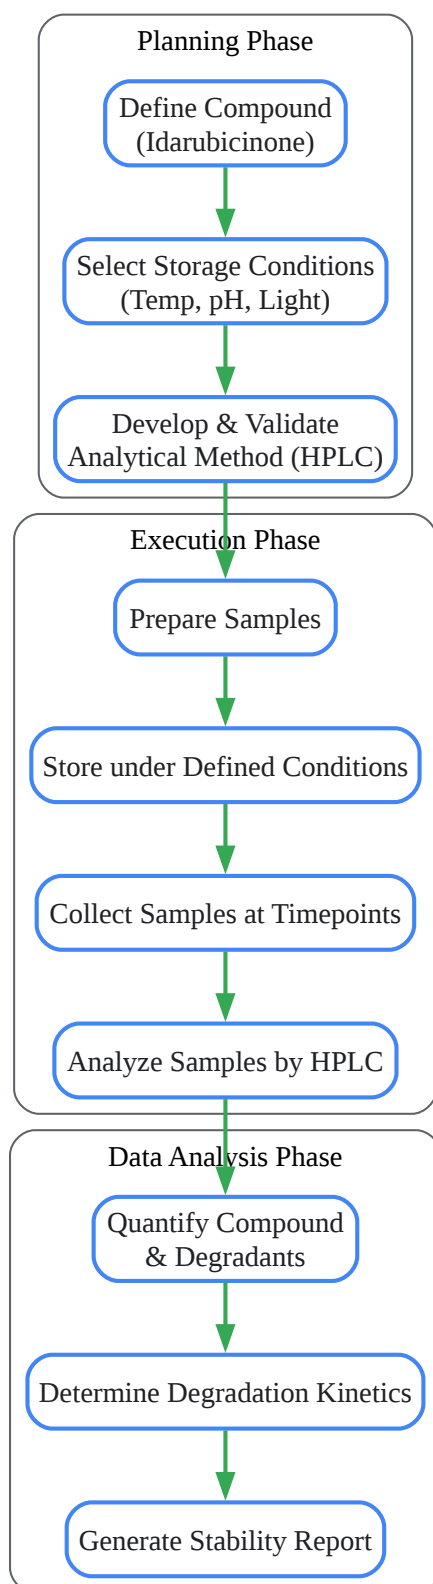 Planning Phase
Define Compound
(Idarubicinone)
Select Storage Conditions
(Temp, pH, Light)
Develop & Validate
Analytical Method (HPLC)
Execution Phase
Prepare Samples
Store under Defined Conditions
Collect Samples at Timepoints
Analyze Samples by HPLC
Data Analysis Phase
Quantify Compound
& Degradants
Determine Degradation Kinetics
Generate Stability Report